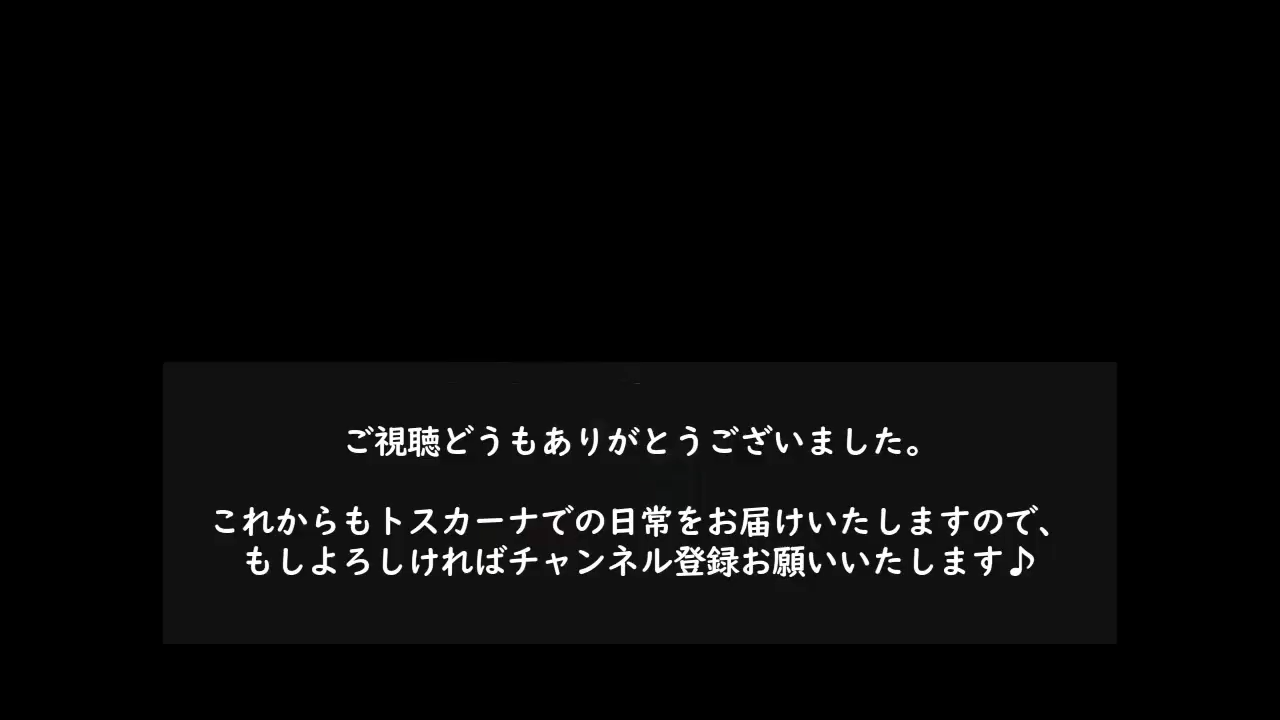 ご視聴どうもありがとうございました。
これからもトスカーナでの日常をお届けいたしますので、
もしよろしければチャンネル登録お願いいたします♪